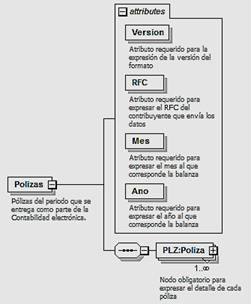 attributes
Version
Atributo requerido para la
expresión de la versión del
formato
RFC
Atributo requerido para
expresar el RFC del
contribuyente que envía los
datos
Mes
Atributo requerido para
expresar el mes al que
corresponde la balanza
Ano
Atributo requerido para
expresar el año al que
corresponde la balanza
Polizas
Pólizas del periodo que se
entrega como parte de la
Contabilidad electrónica.
PLZ:Poliza
1..∞
Nodo obligatorio para
expresar el detalle de cada
póliza